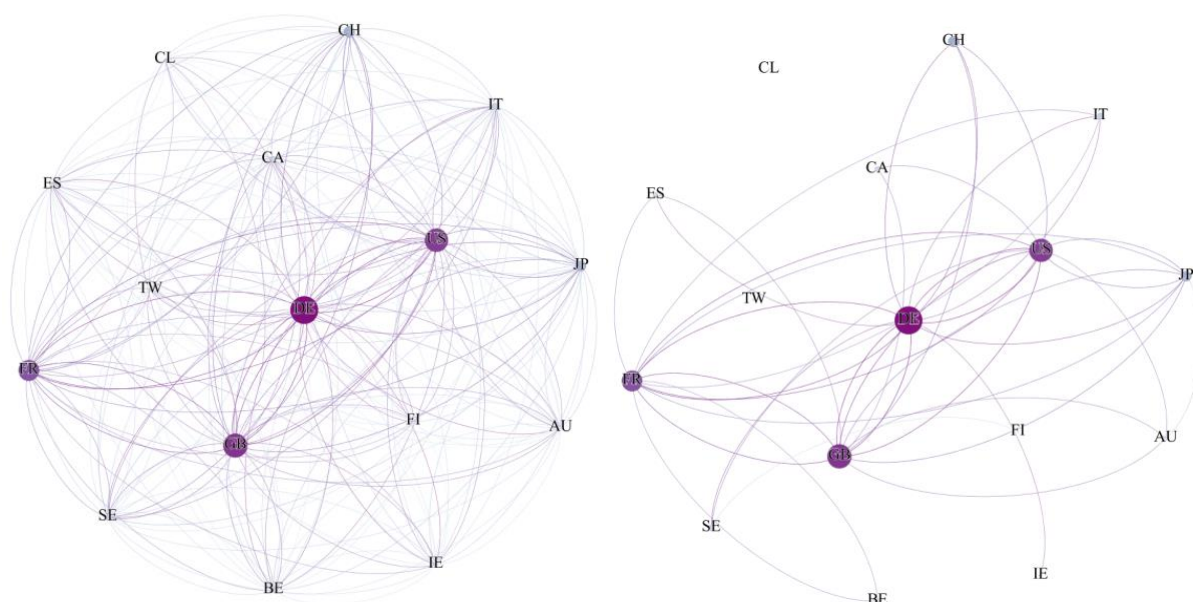 CH
CL
IT
CA
ES
US
JP
TW
DE
FR
FI
AU
GB
SE
IE
BE
CH
CL
IT
CA
ES
US
JP
TW
DE
FR
FI
AU
GB
SE
IE
BE